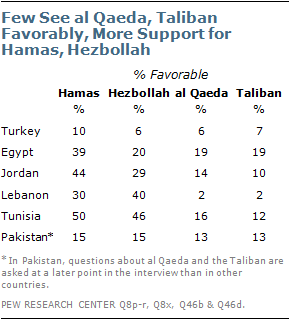 Few See al Qaeda, Taliban
Favorably, More Support for
Hamas, Hezbollah
% Favorable
Hamas Hezbollah al Qaeda Taliban
% % % %
Turkey 10 6 6 7
Egypt 39 20 19 19
Jordan 44 29 14 10
Lebanon 30 40 2 2
Tunisia 50 46 16 12
Pakistan* 15 15 13 13
* In Pakistan, questions about al Qaeda and the Taliban are
asked at a later point in the interview than in other
countries.
PEW RESEARCH CENTER Q8p-r, Q8x, Q46b & Q46d.